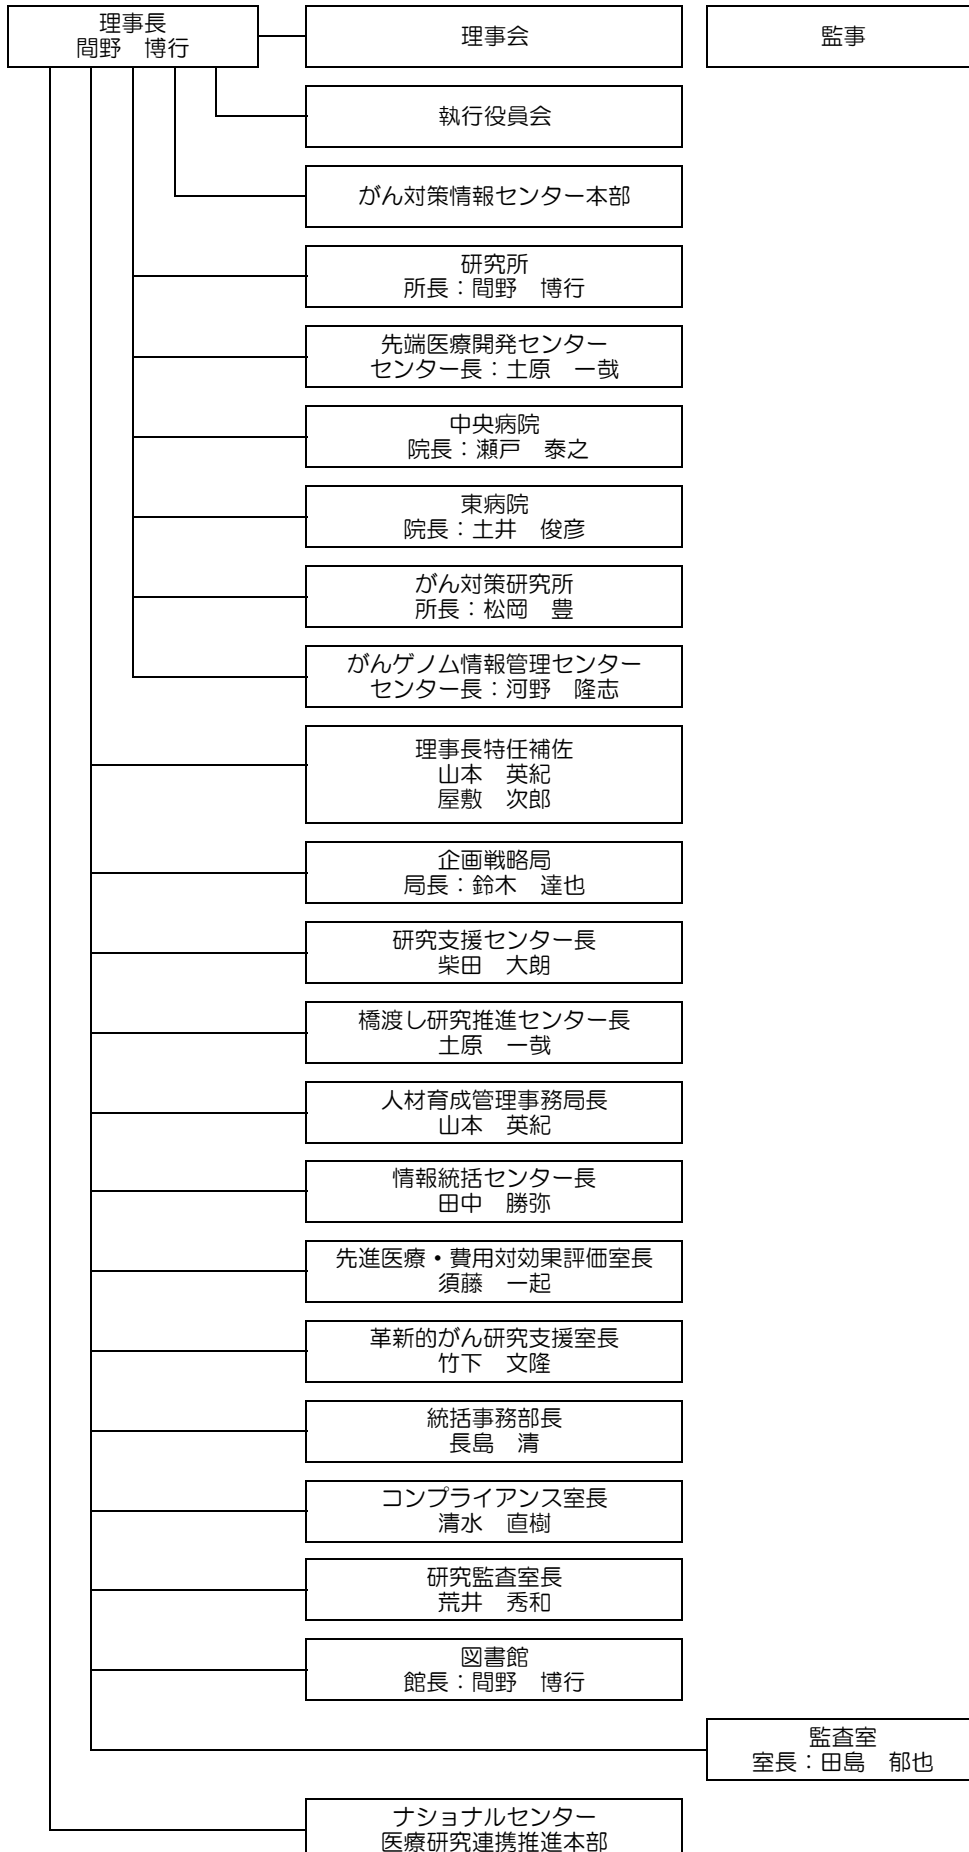 理事長
間野　博行
理事会
監事
執行役員会
がん対策情報センター本部
研究所
所長：間野　博行
先端医療開発センター
センター長：土原　一哉
中央病院
院長：瀬戸　泰之
東病院
院長：土井　俊彦
がん対策研究所
所長：松岡　豊
がんゲノム情報管理センター
センター長：河野　隆志
理事長特任補佐
山本　英紀
屋敷　次郎
企画戦略局
局長：鈴木　達也
研究支援センター長
柴田　大朗
橋渡し研究推進センター長
土原　一哉
人材育成管理事務局長
山本　英紀
情報統括センター長
田中　勝弥
先進医療・費用対効果評価室長
須藤　一起
革新的がん研究支援室長
竹下　文隆
統括事務部長
長島　清
コンプライアンス室長
清水　直樹
研究監査室長
荒井　秀和
図書館
館長：間野　博行
監査室
室長：田島　郁也
ナショナルセンター
医療研究連携推進本部